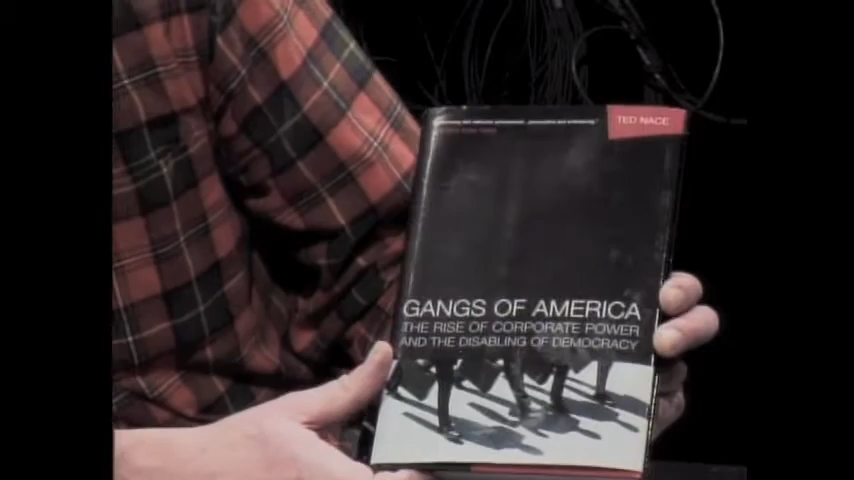 TED NACE
GANGS OF AMERICA
THE RISE OF CORPORATE POWER
AND THE DISABLING OF DEMOCRACY